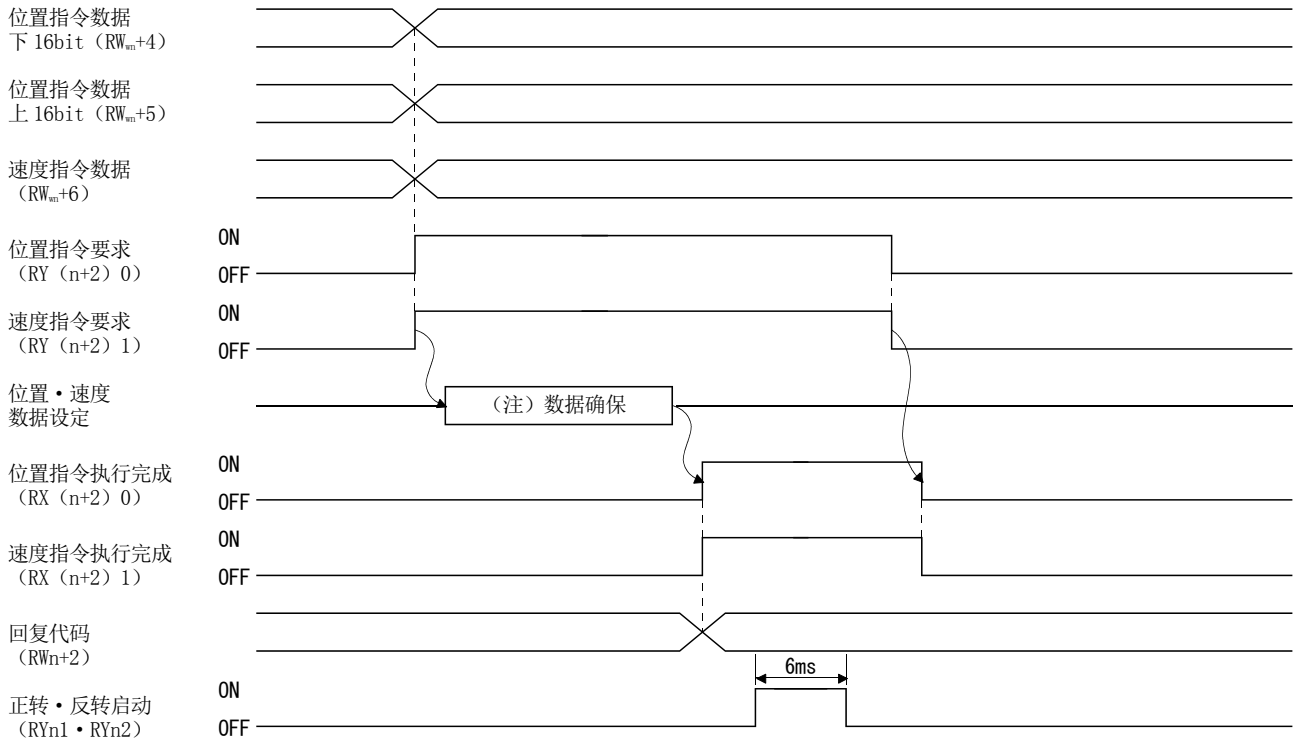 位置指令数据
下 16bit（RWwn+4）
位置指令数据
上 16bit（RWwn+5）
速度指令数据
（RWwn+6）
位置指令要求
（RY（n+2）0）
ON
OFF
速度指令要求
（RY（n+2）1）
ON
OFF
位置・速度
数据设定
（注）数据确保
位置指令执行完成
（RX（n+2）0）
ON
OFF
速度指令执行完成
（RX（n+2）1）
ON
OFF
回复代码
（RWn+2）
6ms
正转・反转启动
（RYn1・RYn2）
ON
OFF